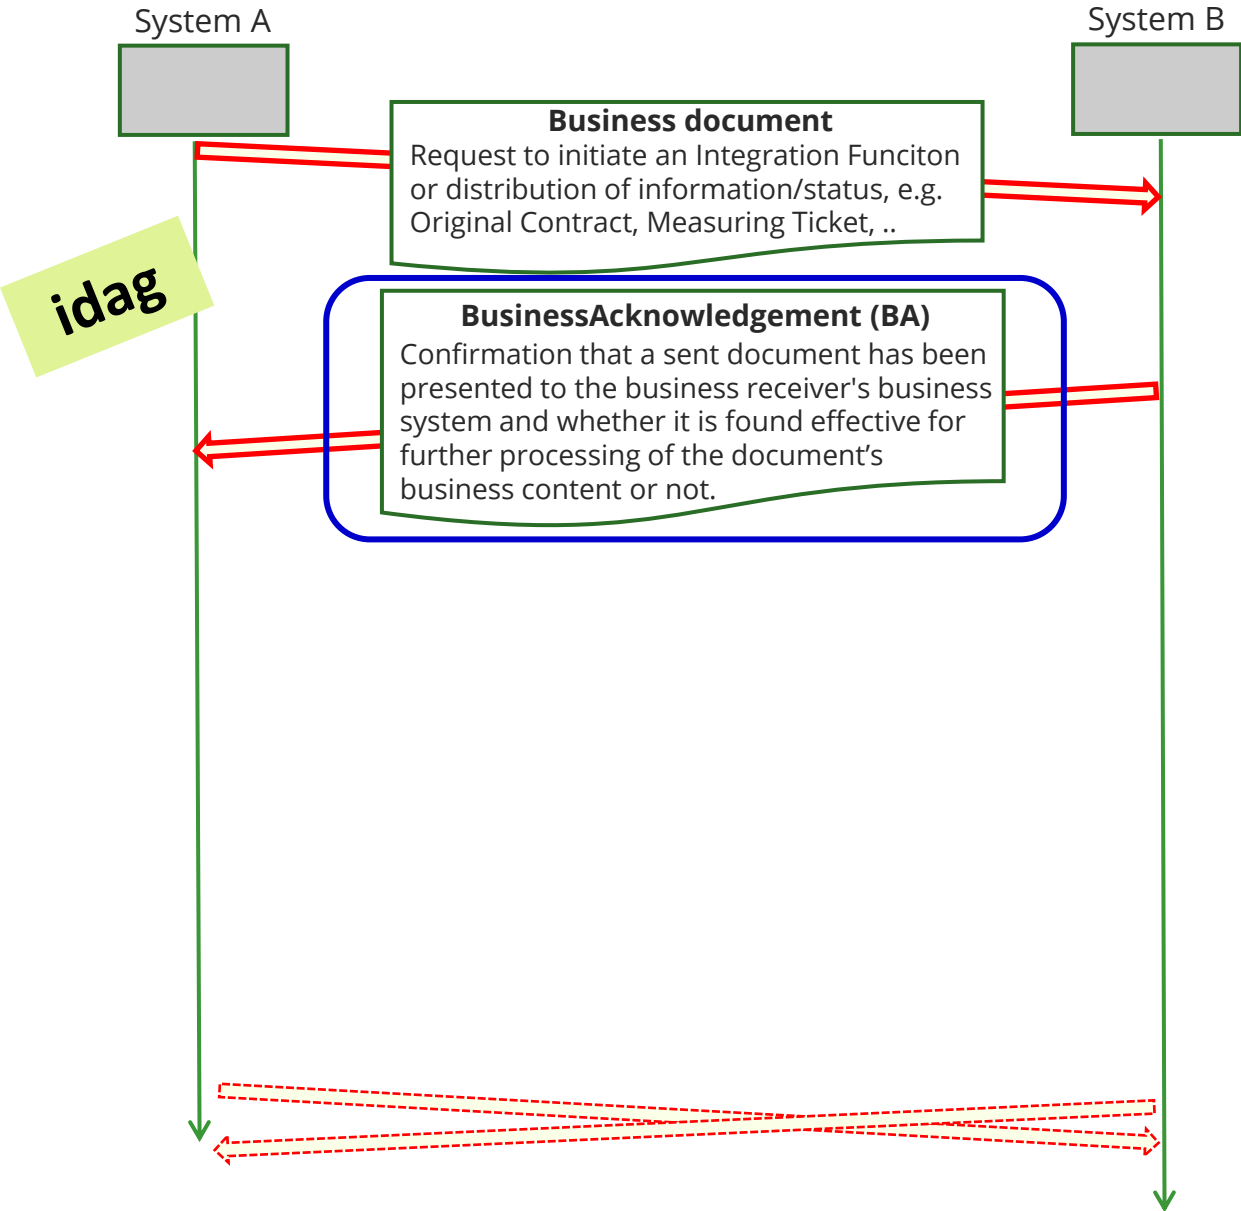 System A
System B
Business document
Request to initiate an Integration Funciton
or distribution of information/status, e.g.
Original Contract, Measuring Ticket, ..
idag
BusinessAcknowledgement (BA)
Confirmation that a sent document has been
presented to the business receiver's business
system and whether it is found effective for
further processing of the document’s
business content or not.